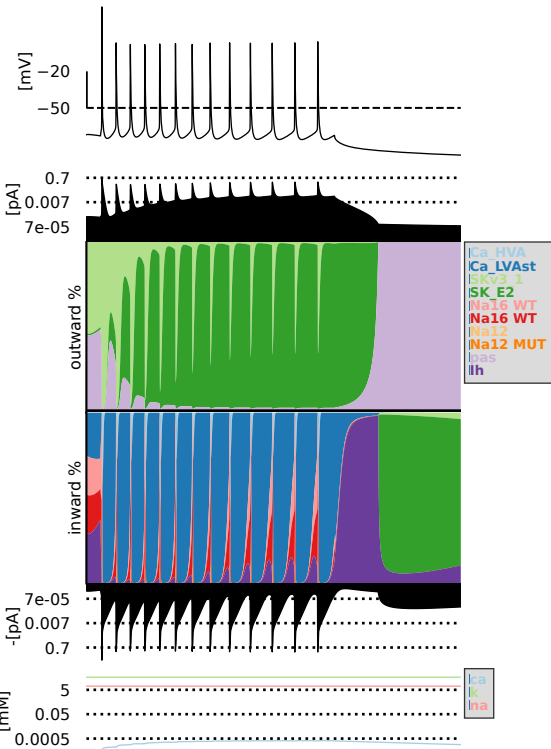 [mV]
−20
−50
[pA]
0.7
0.007
7e-05
outward %
Ca_HVA
Ca_LVAst
SKv3_1
SK_E2
Na16 WT
Na16 WT
Na12
Na12 MUT
pas
Ih
inward %
-[pA]
7e-05
0.007
0.7
[mM]
5
0.05
0.0005
ca
k
na